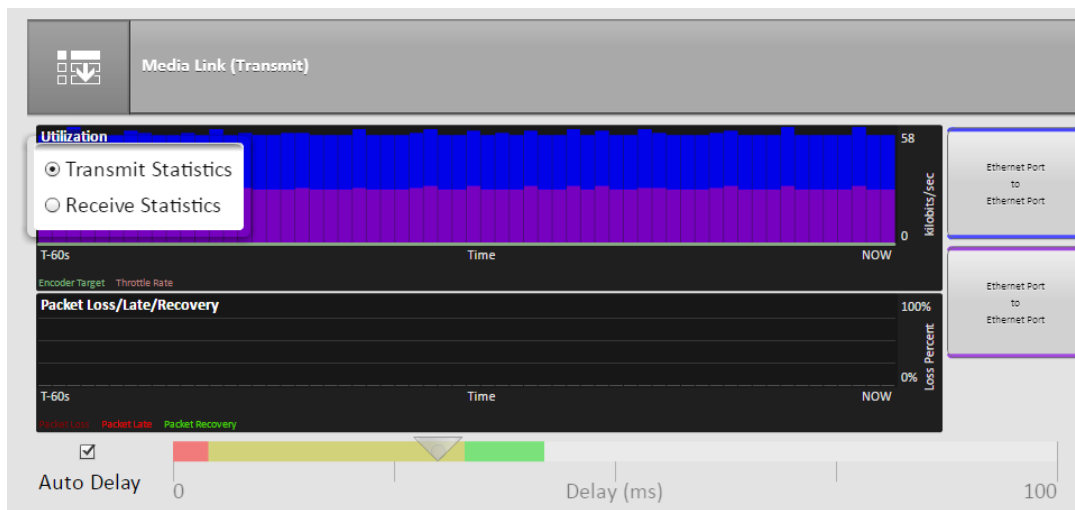 Media Link (Transmit)
Utilization
58
Transmit Statistics
Receive Statistics
kilobits/sec
0
T-60s Time NOW
Encoder Target Throttle Rate
Ethernet Port
to
Ethernet Port
Packet Loss/Late/Recovery
100%
Loss Percent
0%
T-60s Time NOW
Packet Loss Packet Late Packet Recovery
Ethernet Port
to
Ethernet Port
Auto Delay
0 Delay (ms) 100